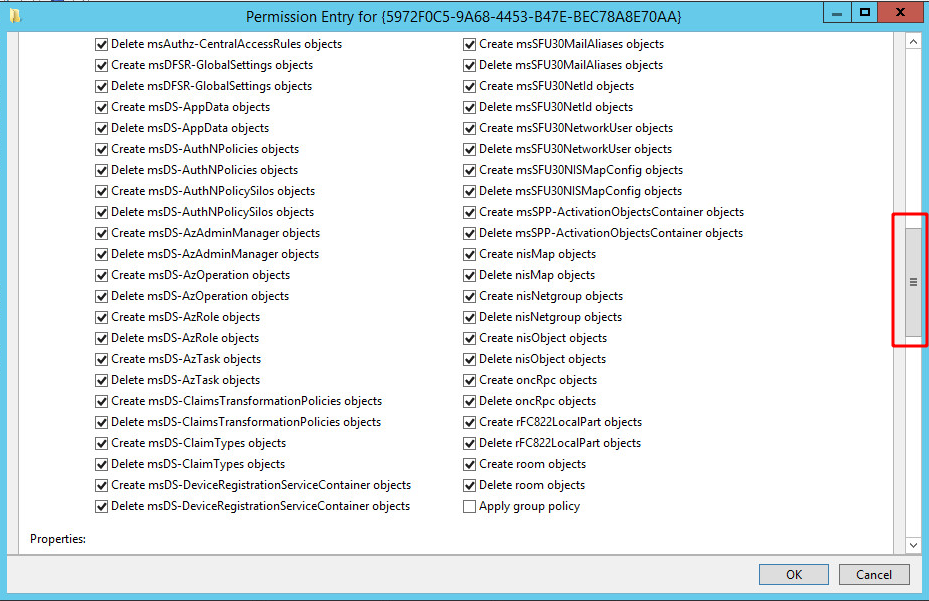 Permission Entry for {5972F0C5-9A68-4453-B47E-BEC78A8E70AA}
Delete msAuthz-CentralAccessRules objects
Create msDFSR-GlobalSettings objects
Delete msDFSR-GlobalSettings objects
Create msDS-AppData objects
Delete msDS-AppData objects
Create msDS-AuthNPolicies objects
Delete msDS-AuthNPolicies objects
Create msDS-AuthNPolicySilos objects
Delete msDS-AuthNPolicySilos objects
Create msDS-AzAdminManager objects
Delete msDS-AzAdminManager objects
Create msDS-AzOperation objects
Delete msDS-AzOperation objects
Create msDS-AzRole objects
Delete msDS-AzRole objects
Create msDS-AzTask objects
Delete msDS-AzTask objects
Create msDS-ClaimsTransformationPolicies objects
Delete msDS-ClaimsTransformationPolicies objects
Create msDS-ClaimTypes objects
Delete msDS-ClaimTypes objects
Create msDS-DeviceRegistrationServiceContainer objects
Delete msDS-DeviceRegistrationServiceContainer objects
Create msSFU30MailAliases objects
Delete msSFU30MailAliases objects
Create msSFU30NetId objects
Delete msSFU30NetId objects
Create msSFU30NetworkUser objects
Delete msSFU30NetworkUser objects
Create msSFU30NISMapConfig objects
Delete msSFU30NISMapConfig objects
Create msSPP-ActivationObjectsContainer objects
Delete msSPP-ActivationObjectsContainer objects
Create nisMap objects
Delete nisMap objects
Create nisNetgroup objects
Delete nisNetgroup objects
Create nisObject objects
Delete nisObject objects
Create oncRpc objects
Delete oncRpc objects
Create rFC822LocalPart objects
Delete rFC822LocalPart objects
Create room objects
Delete room objects
Apply group policy
Properties:
OK
Cancel